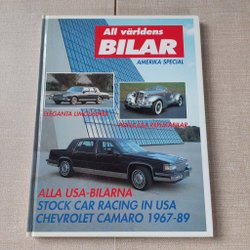 All världens
BILAR
AMERIKA SPECIAL
ELEGANTA LIMOUSINER
ALLA USA-BILARNA
STOCK CAR RACING IN USA
CHEVROLET CAMARO 1967-89